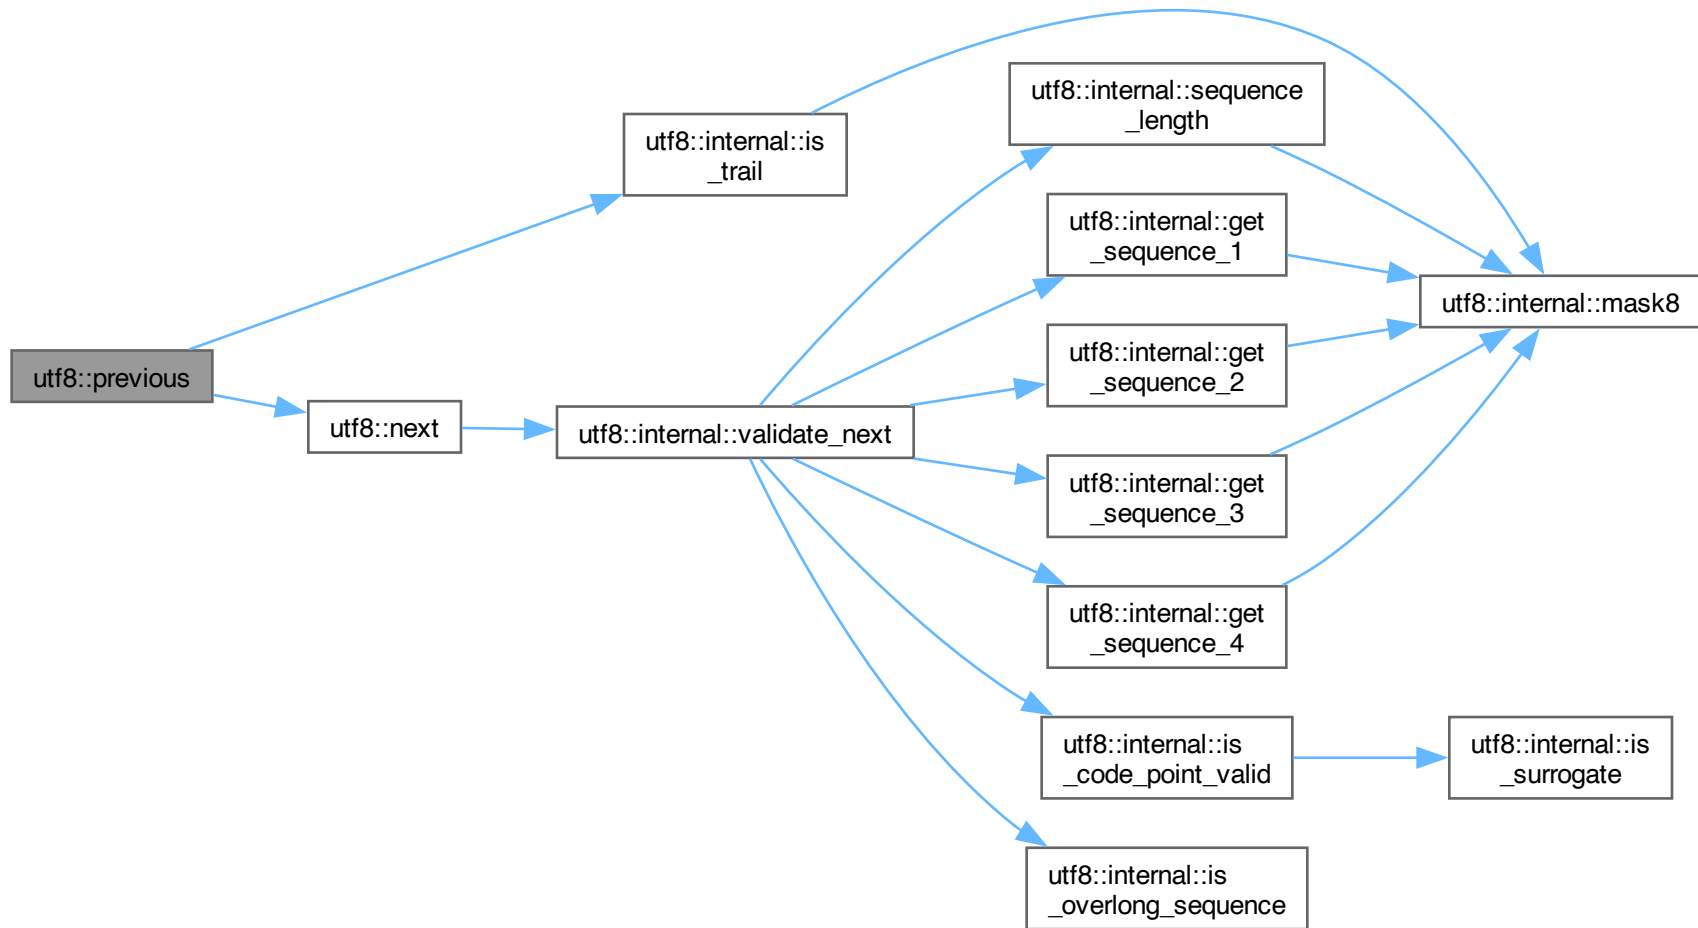 utf8::previous
utf8::internal::is
_trail
utf8::next
utf8::internal::validate_next
utf8::internal::sequence
_length
utf8::internal::get
_sequence_1
utf8::internal::get
_sequence_2
utf8::internal::get
_sequence_3
utf8::internal::get
_sequence_4
utf8::internal::is
_code_point_valid
utf8::internal::is
_overlong_sequence
utf8::internal::mask8
utf8::internal::is
_surrogate